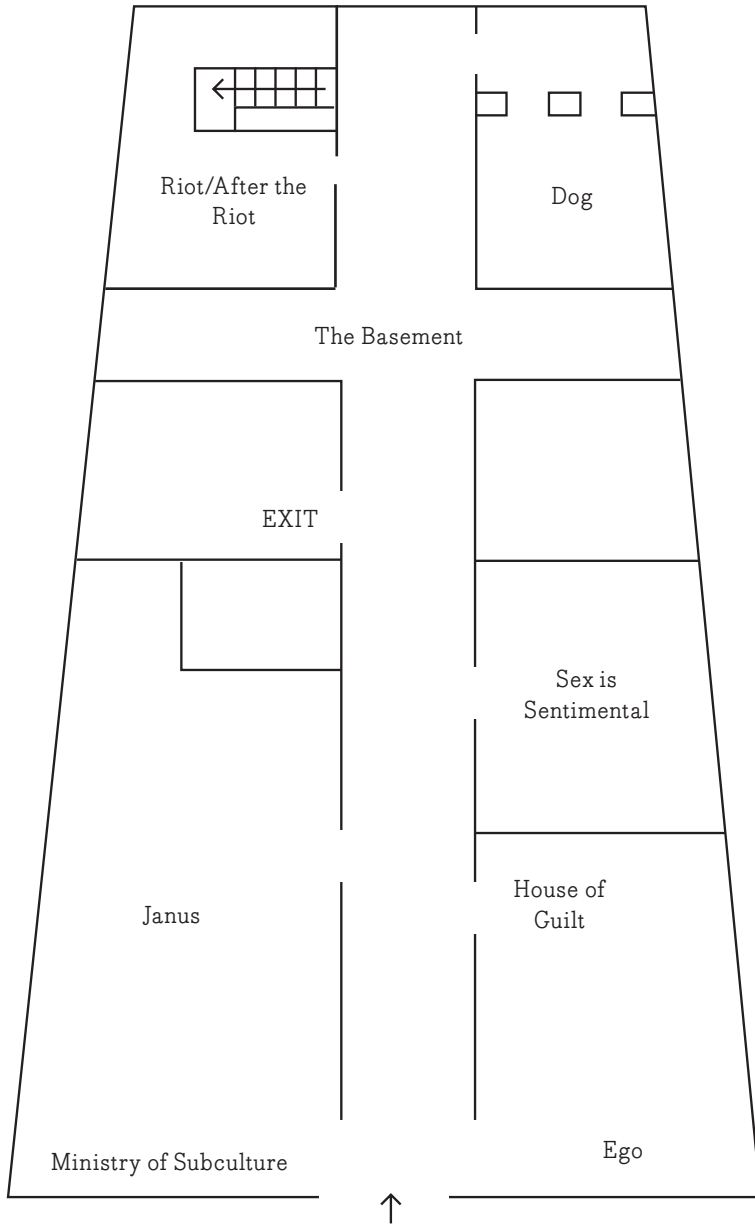 Riot/After the
Riot
Dog
The Basement
EXIT
Sex is
Sentimental
House of
Guilt
Janus
Ego
Ministry of Subculture